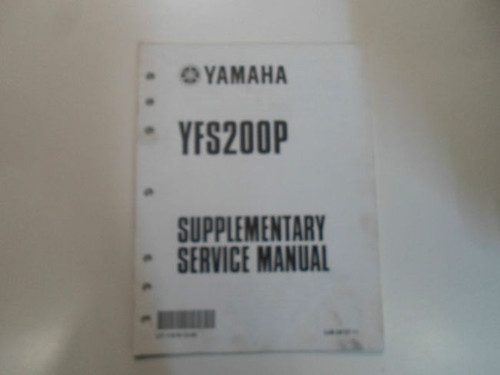 YAMAHA
YFS200P
SUPPLEMENTARY
SERVICE MANUAL